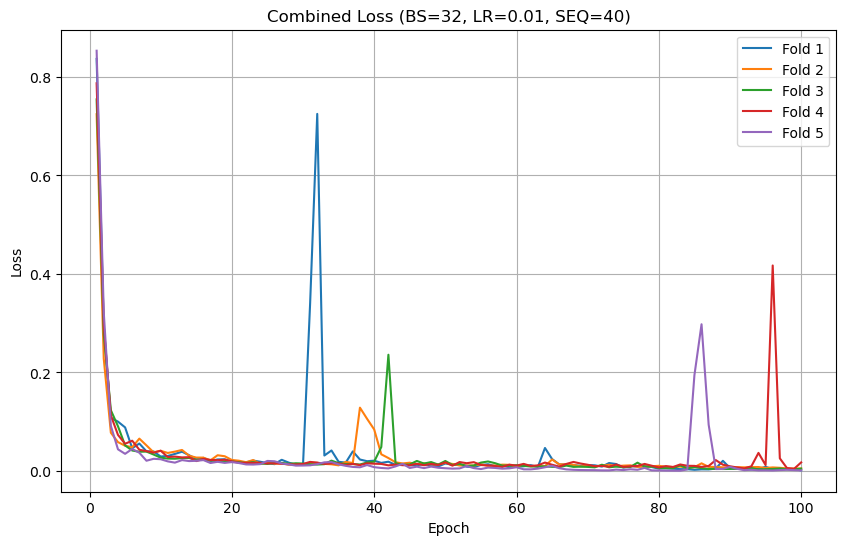 Combined Loss (BS=32, LR=0.01, SEQ=40)
Fold 1
Fold 2
Fold 3
Fold 4
Fold 5
0.8
0.6
0.4
0.2
0.0
Loss
0 20 40 60 80 100
Epoch